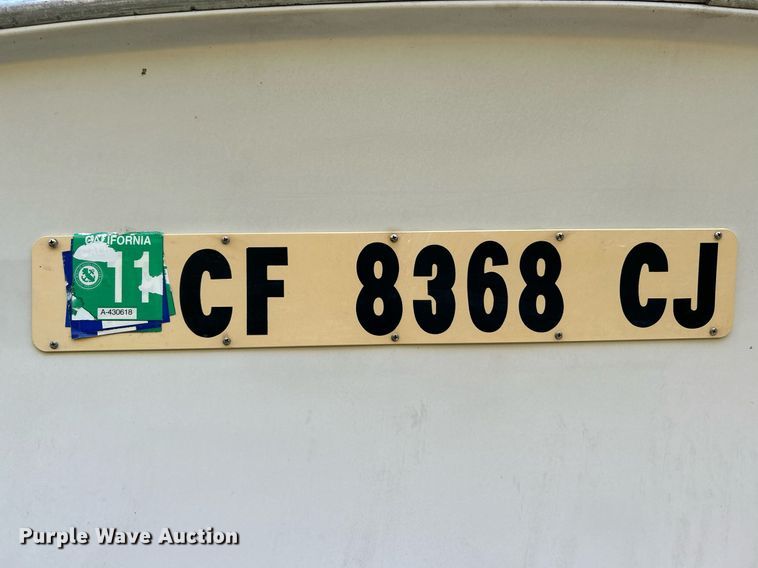 CALIFORNIA
11
A-430618
CF 8368 CJ
Purple Wave Auction